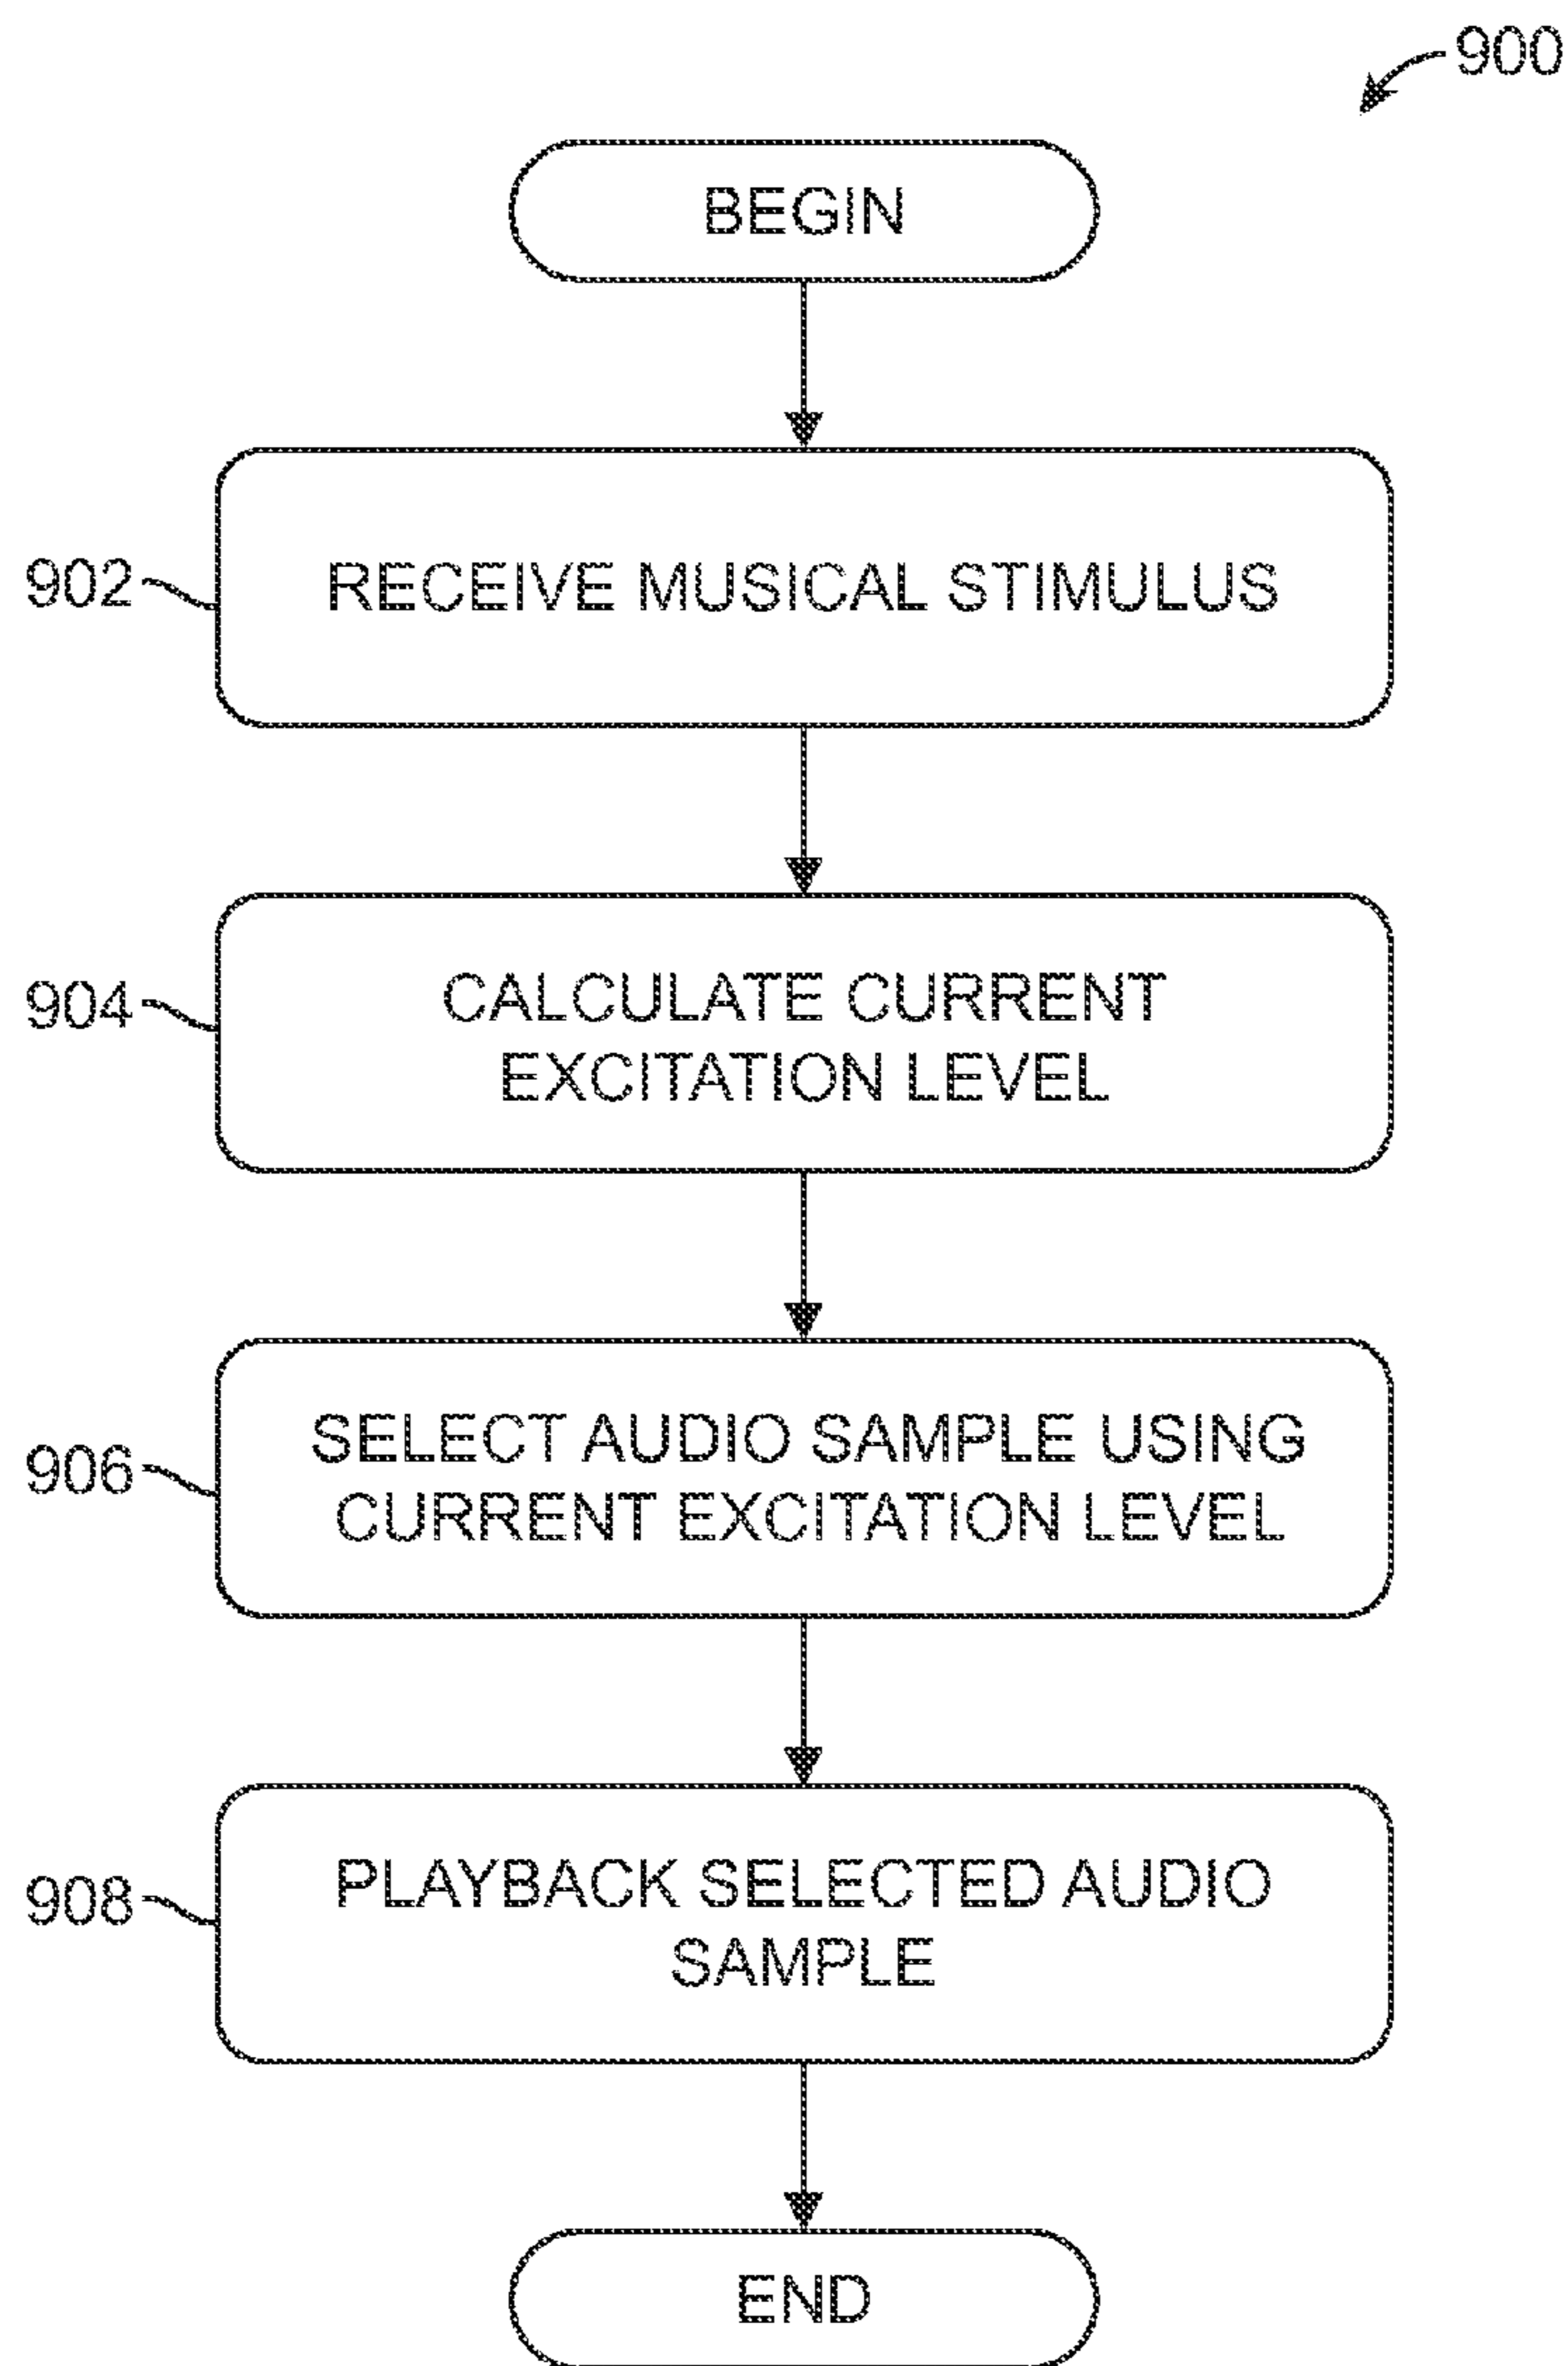 900
BEGIN
902
RECEIVE MUSICAL STIMULUS
904
CALCULATE CURRENT
EXCITATION LEVEL
906
SELECT AUDIO SAMPLE USING
CURRENT EXCITATION LEVEL
908
PLAYBACK SELECTED AUDIO
SAMPLE
END